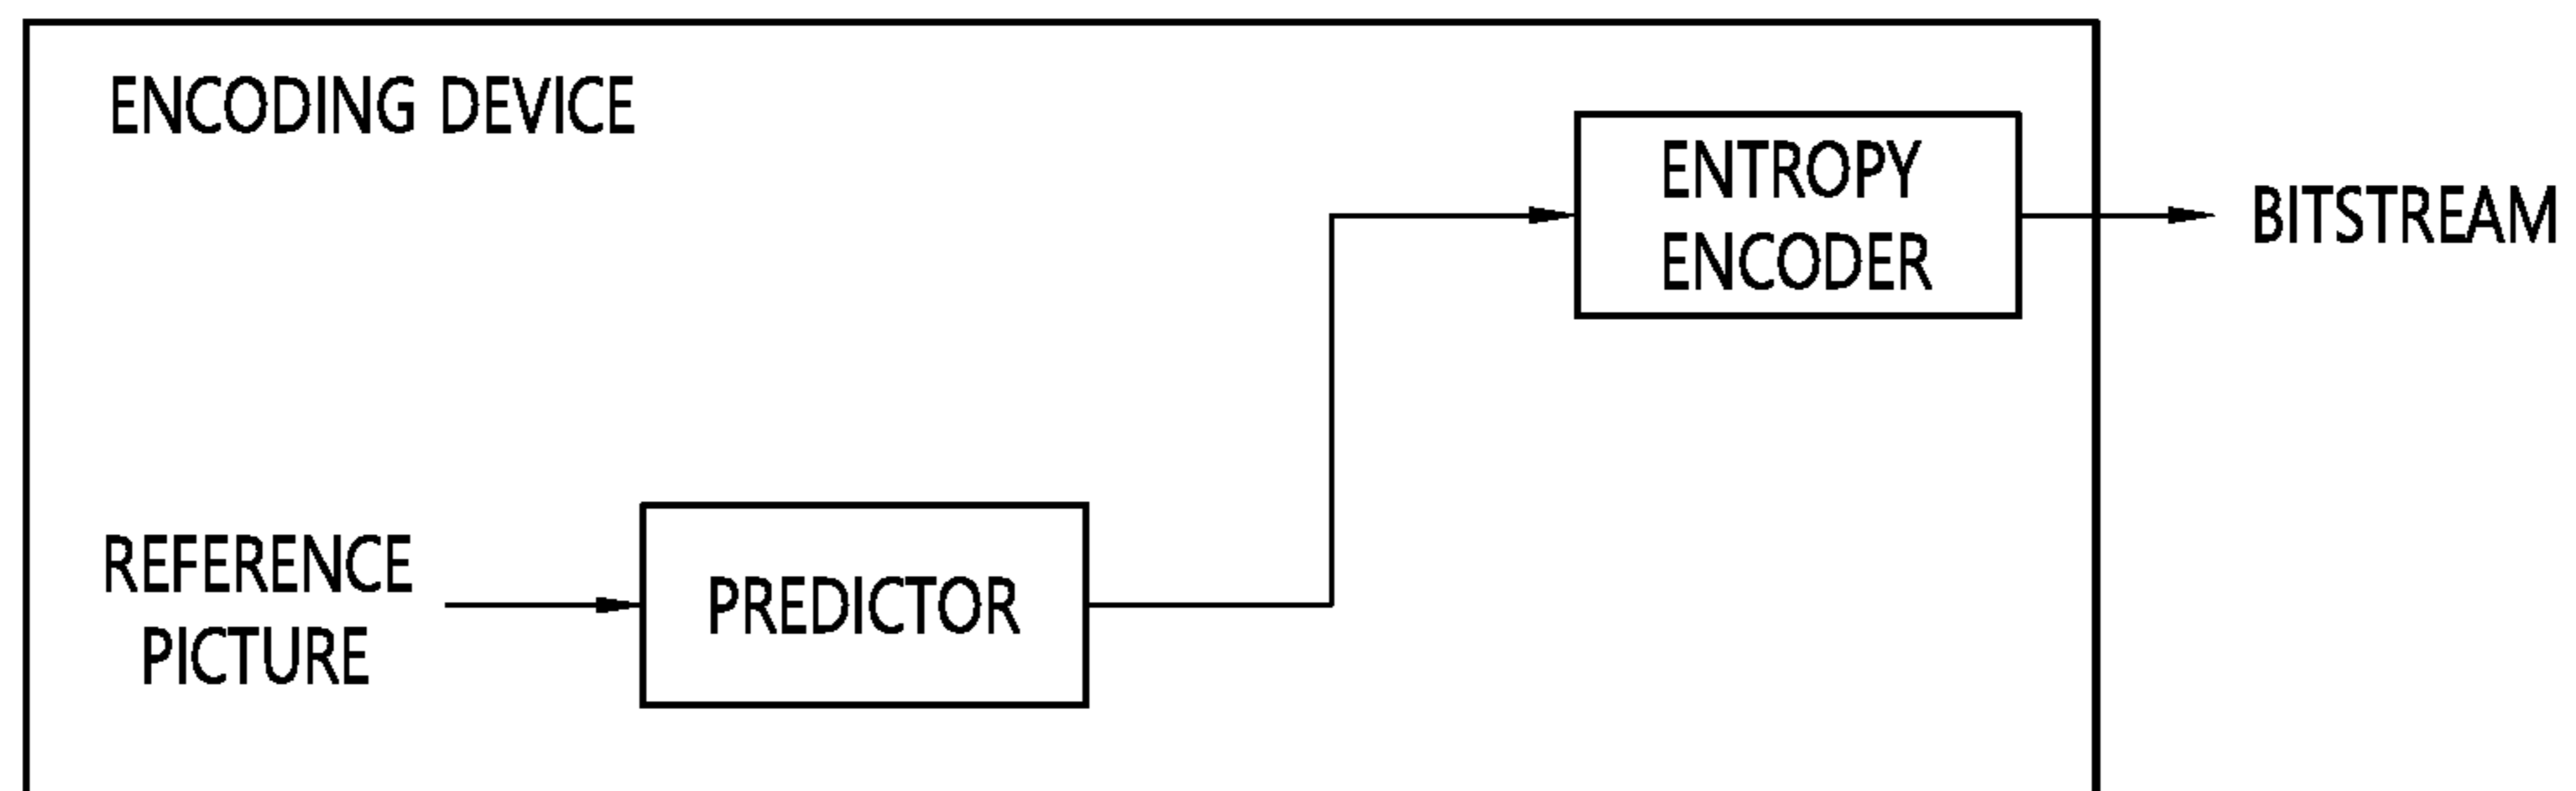 ENCODING DEVICE
ENTROPY
ENCODER
BITSTREAM
REFERENCE
PICTURE
PREDICTOR